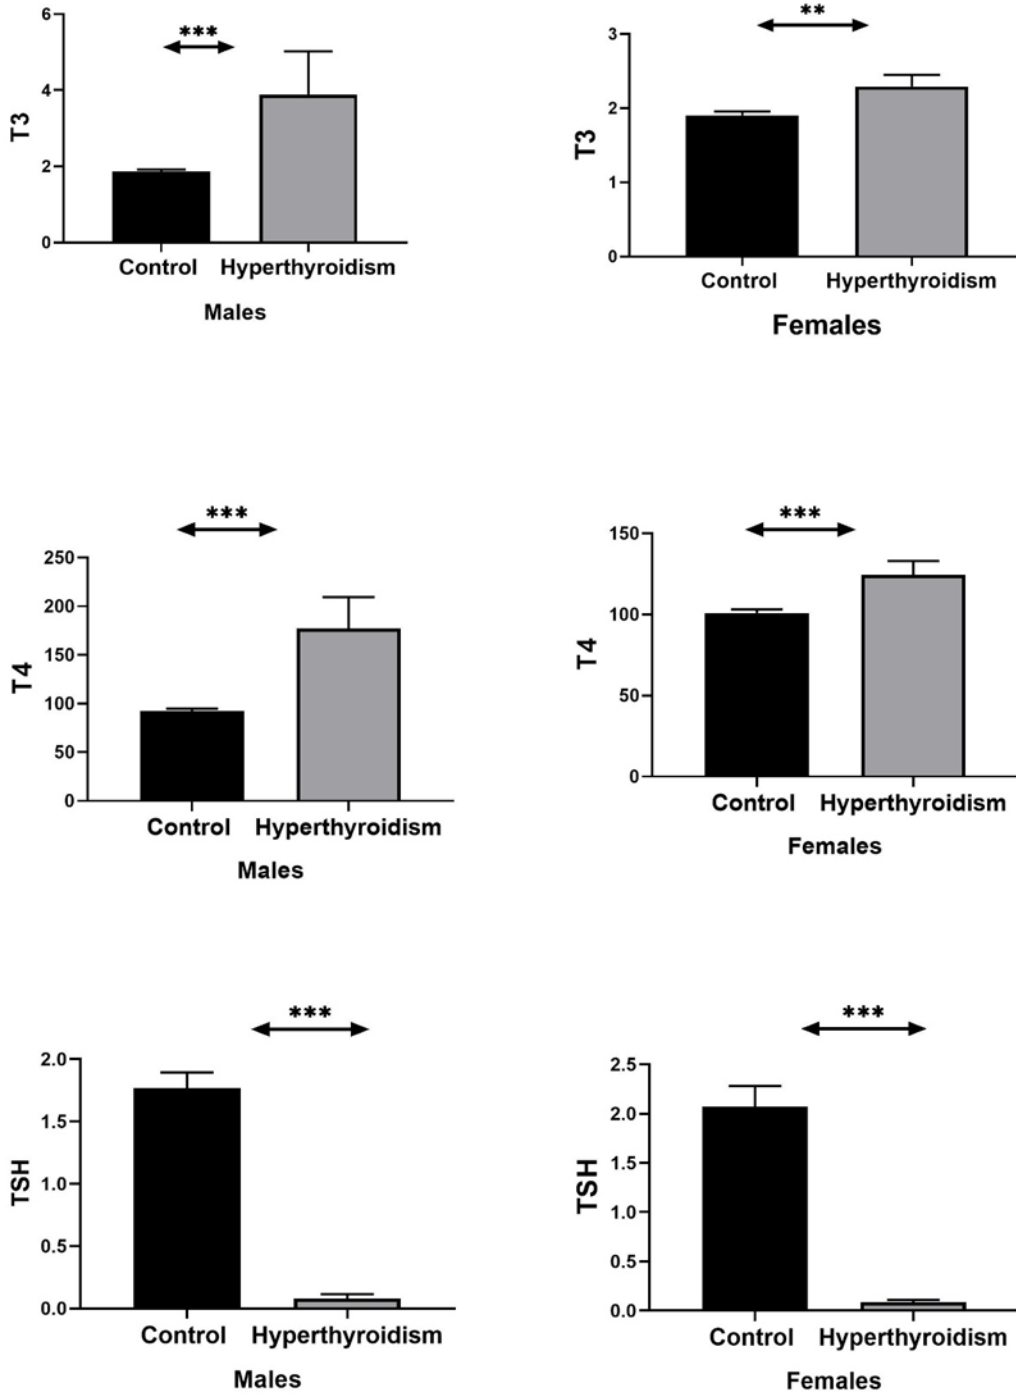 ***
6
4
2
0
T3
Control Hyperthyroidism
Males
**
3
2
1
0
T3
Control Hyperthyroidism
Females
***
250
200
150
100
50
0
T4
Control Hyperthyroidism
Males
***
150
100
50
0
T4
Control Hyperthyroidism
Females
***
2.0
1.5
1.0
0.5
0.0
TSH
Control Hyperthyroidism
Males
***
2.5
2.0
1.5
1.0
0.5
0.0
TSH
Control Hyperthyroidism
Females